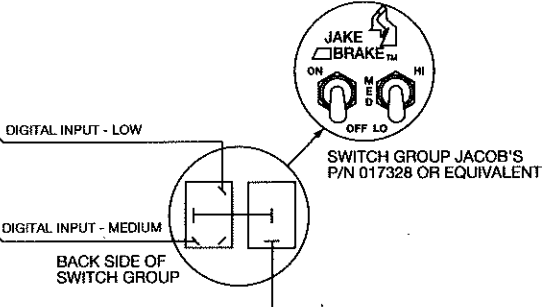 JAKE
BRAKE TM
ON
MED
HI
OFF LO
DIGITAL INPUT - LOW
SWITCH GROUP JACOB'S
P/N 017328 OR EQUIVALENT
DIGITAL INPUT - MEDIUM
BACK SIDE OF
SWITCH GROUP